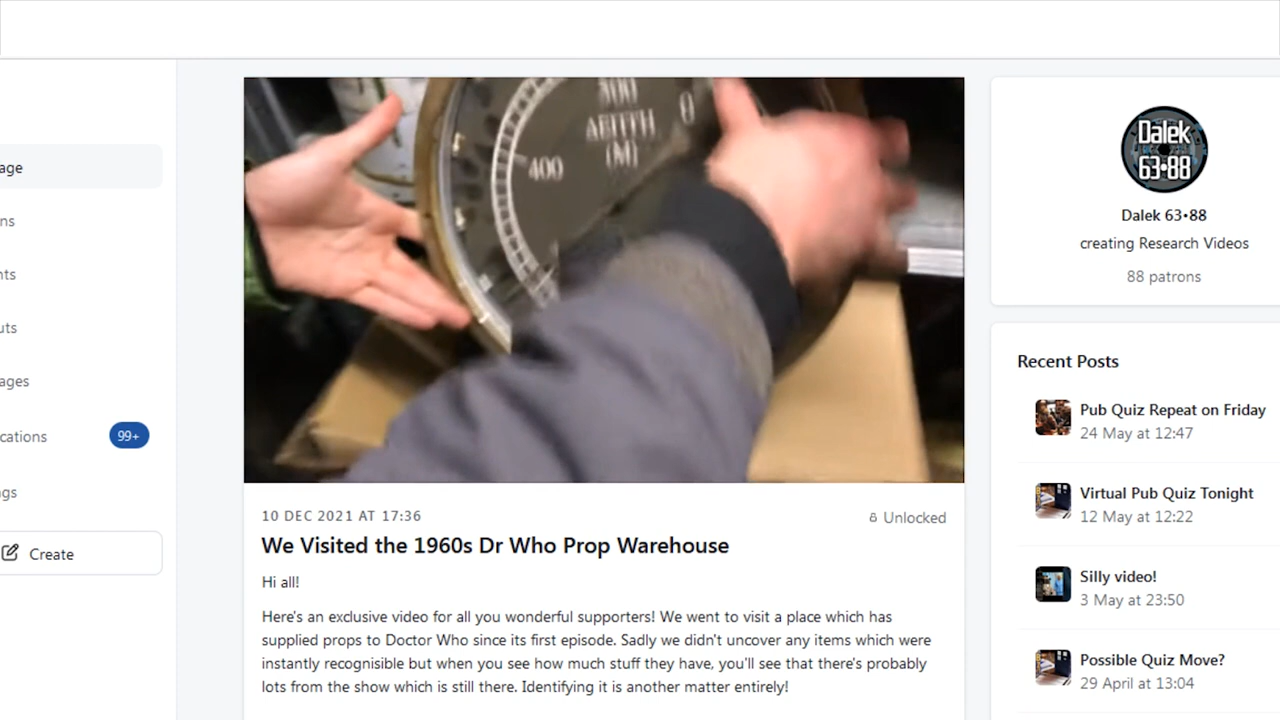 age
ns
nts
uts
ages
cations
99+
gs
Create
300
400
(M)
0
10 DEC 2021 AT 17:36
Unlocked
We Visited the 1960s Dr Who Prop Warehouse
Hi all!
Here's an exclusive video for all you wonderful supporters! We went to visit a place which has
supplied props to Doctor Who since its first episode. Sadly we didn't uncover any items which were
instantly recognisible but when you see how much stuff they have, you'll see that there's probably
lots from the show which is still there. Identifying it is another matter entirely!
Dalek
63•88
Dalek 63•88
creating Research Videos
88 patrons
Recent Posts
Pub Quiz Repeat on Friday
24 May at 12:47
Virtual Pub Quiz Tonight
12 May at 12:22
Silly video!
3 May at 23:50
Possible Quiz Move?
29 April at 13:04